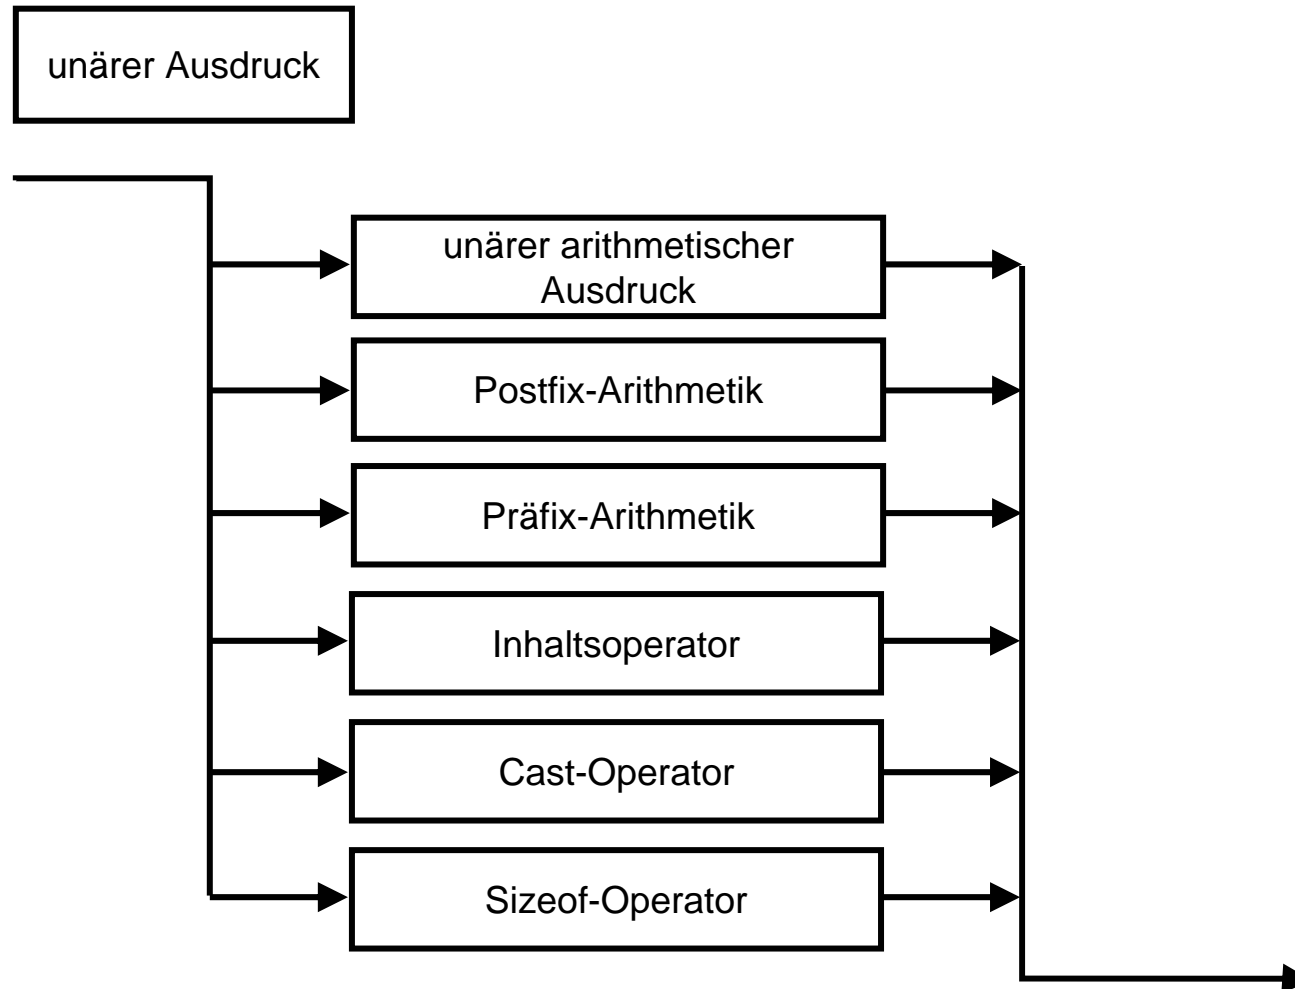 unärer Ausdruck
unärer arithmetischer
Ausdruck
Postfix-Arithmetik
Präfix-Arithmetik
Inhaltsoperator
Cast-Operator
Sizeof-Operator